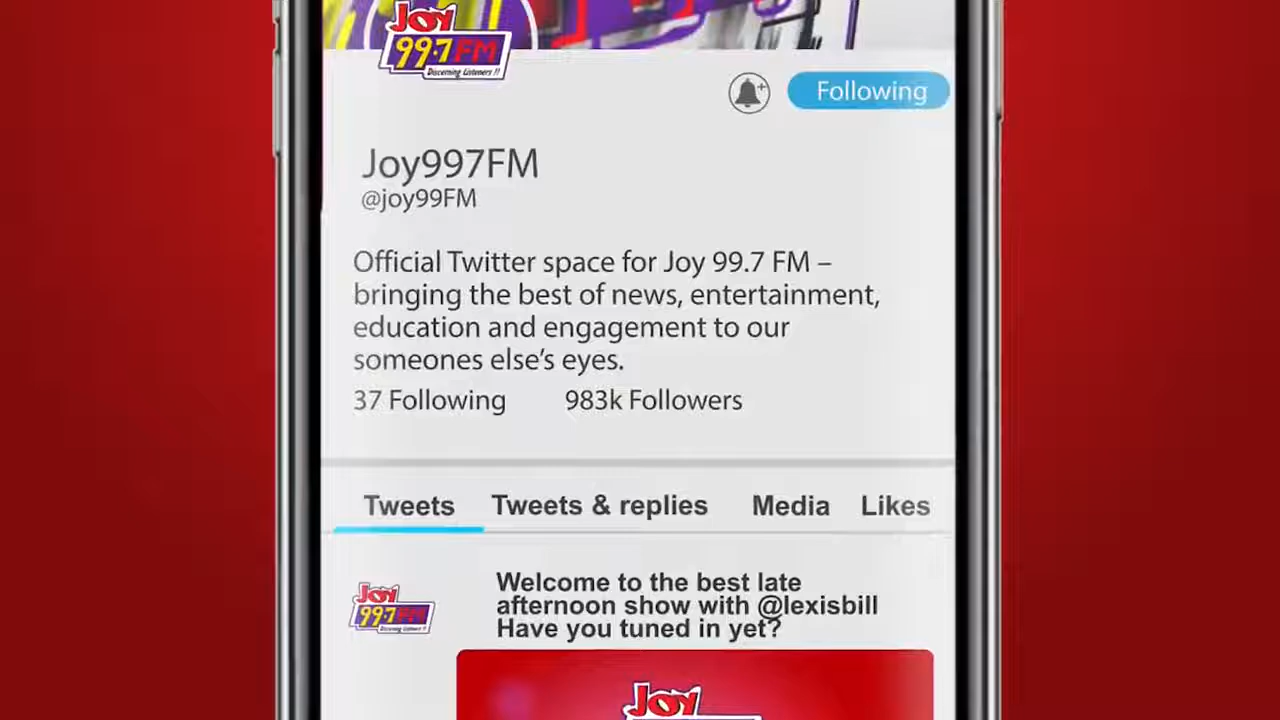 Joy
99.7 FM
Discerning Listeners !!
Following
Joy997FM
@joy99FM
Official Twitter space for Joy 99.7 FM –
bringing the best of news, entertainment,
education and engagement to our
someones else’s eyes.
37 Following 983k Followers
Tweets Tweets & replies Media Likes
Joy
99.7 FM
Discerning Listeners !!
Welcome to the best late
afternoon show with @lexisbill
Have you tuned in yet?
Joy